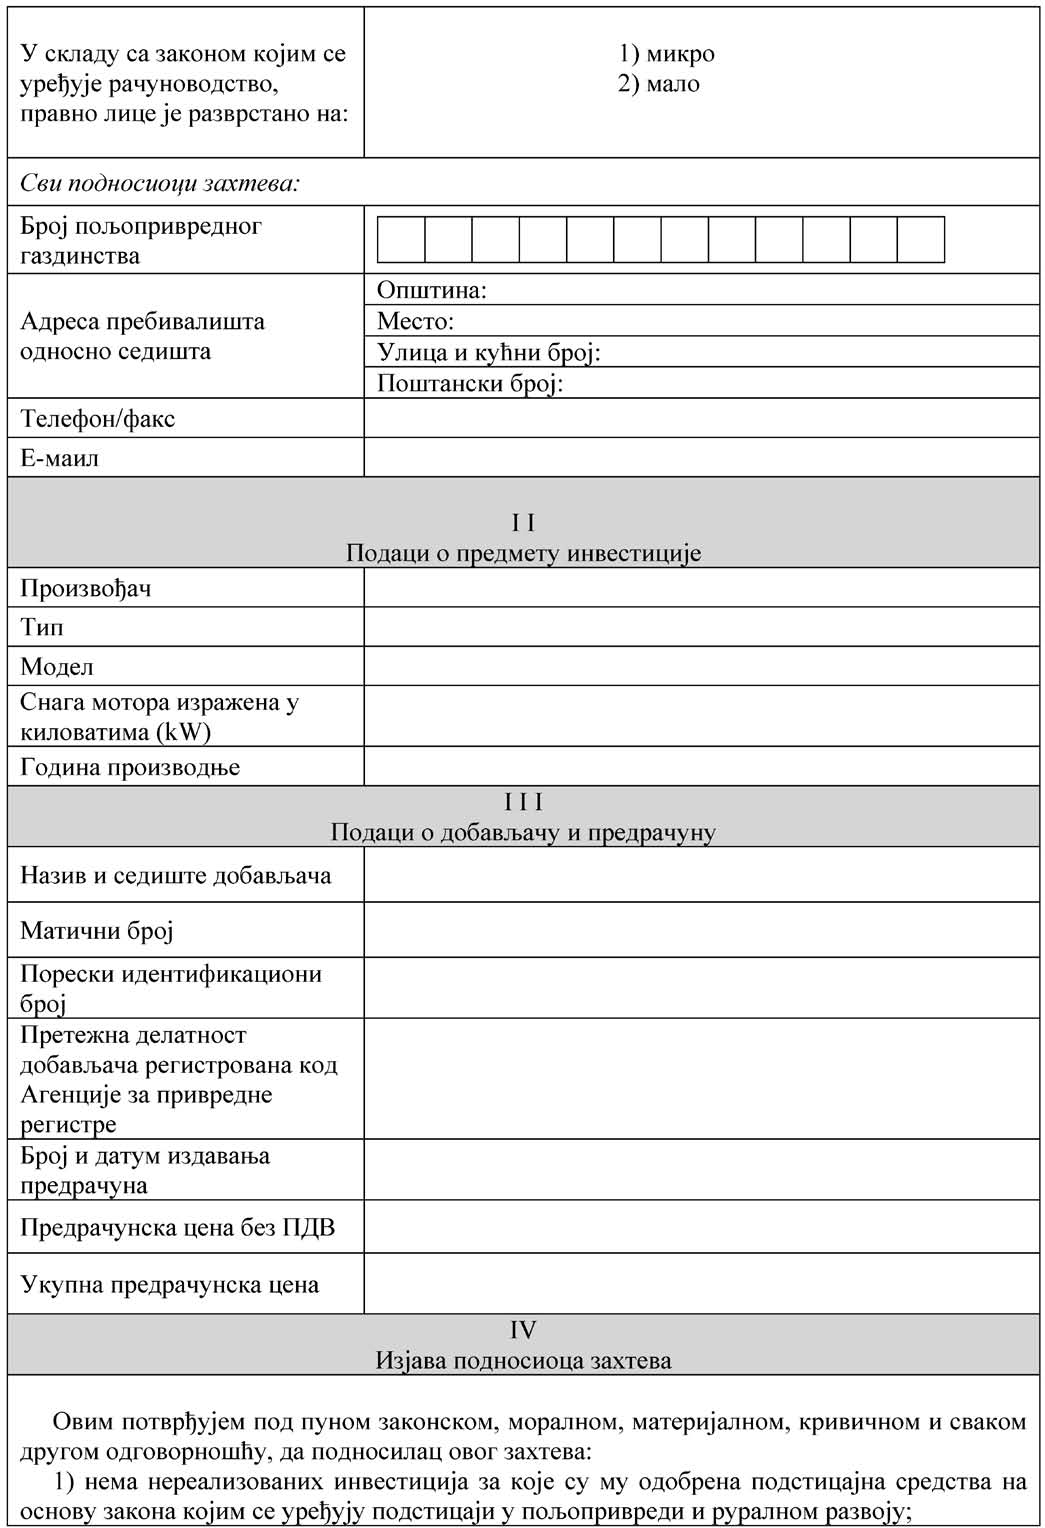 У складу са законом којим се
уређује рачуноводство,
правно лице је разврстано на:
1) микро
2) мало
Сви подносиоци захтева:
Број пољопривредног
газдинства
Адреса пребивалишта
односно седишта
Општина:
Место:
Улица и кућни број:
Поштански број:
Телефон/факс
Е-маил
I I
Подаци о предмету инвестиције
Произвођач
Тип
Модел
Снага мотора изражена у
киловатима (kW)
Година производње
I I I
Подаци о добављачу и предрачуну
Назив и седиште добављача
Матични број
Порески идентификациони
број
Претежна делатност
добављача регистрована код
Агенције за привредне
регистре
Број и датум издавања
предрачуна
Предрачунска цена без ПДВ
Укупна предрачунска цена
IV
Изјава подносиоца захтева
Овим потврђујем под пуном законском, моралном, материјалном, кривичном и сваком
другом одговорношћу, да подносилац овог захтева:
1) нема нереализованих инвестиција за које су му одобрена подстицајна средства на
основу закона којим се уређују подстицаји у пољопривреди и руралном развоју;